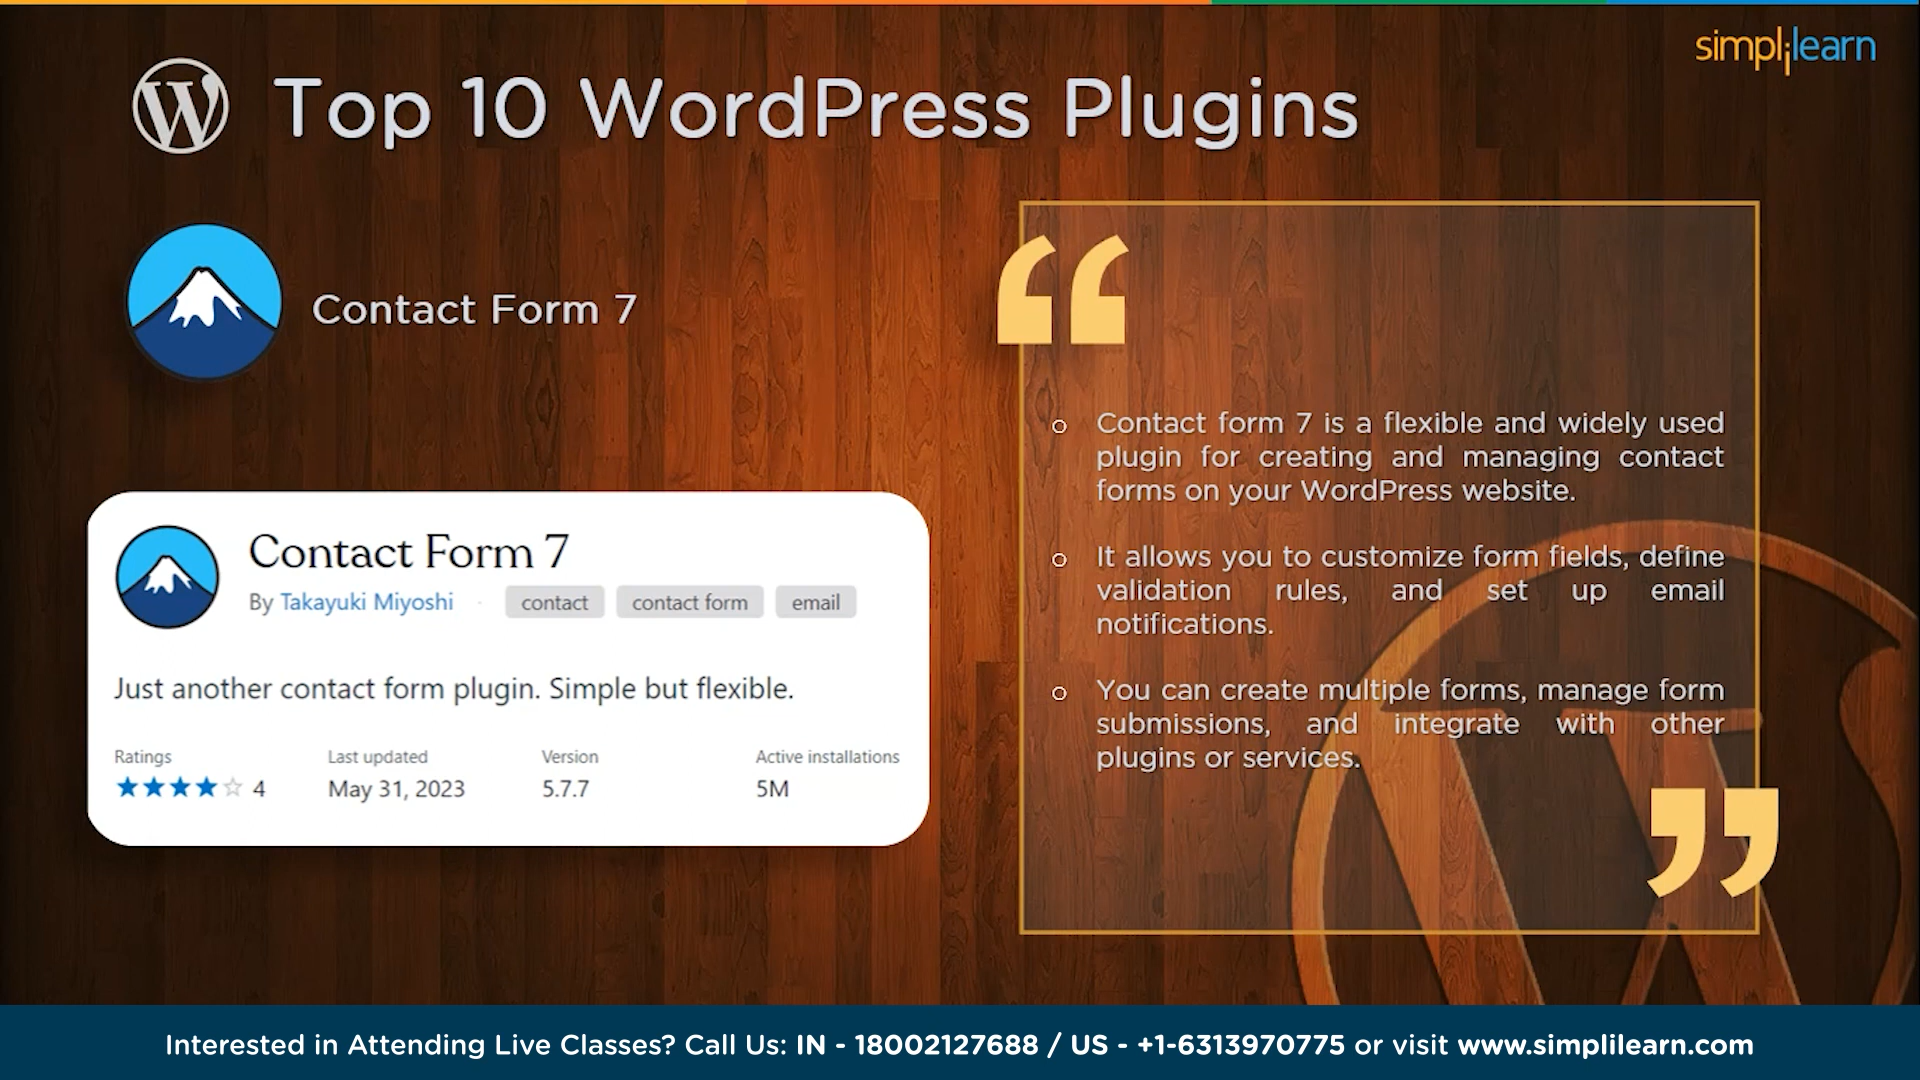 simplilearn
Top 10 WordPress Plugins
Contact Form 7
Contact Form 7
By Takayuki Miyoshi
contact
contact form
email
Just another contact form plugin. Simple but flexible.
Ratings
Last updated
Version
Active installations
4
May 31, 2023
5.7.7
5M
“
Contact form 7 is a flexible and widely used
plugin for creating and managing contact
forms on your WordPress website.
It allows you to customize form fields, define
validation rules, and set up email
notifications.
You can create multiple forms, manage form
submissions, and integrate with other
plugins or services.
”
Interested in Attending Live Classes? Call Us: IN - 18002127688 / US - +1-6313970775 or visit www.simplilearn.com